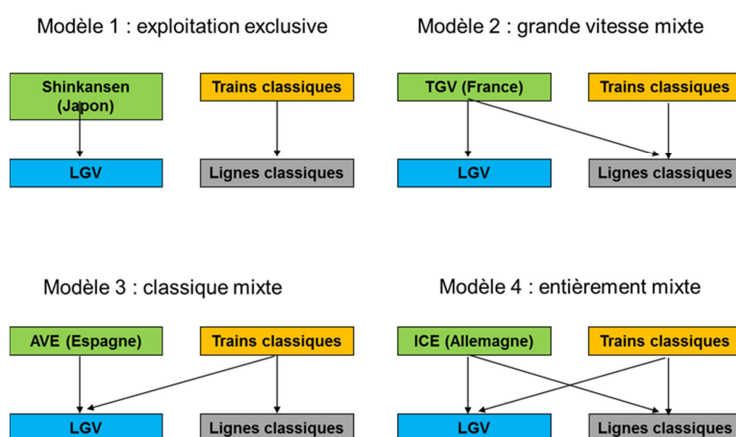 Modèle 1 : exploitation exclusive
Shinkansen
(Japon)
Trains classiques
LGV
Lignes classiques
Modèle 2 : grande vitesse mixte
TGV (France)
Trains classiques
LGV
Lignes classiques
Modèle 3 : classique mixte
AVE (Espagne)
Trains classiques
LGV
Lignes classiques
Modèle 4 : entièrement mixte
ICE (Allemagne)
Trains classiques
LGV
Lignes classiques